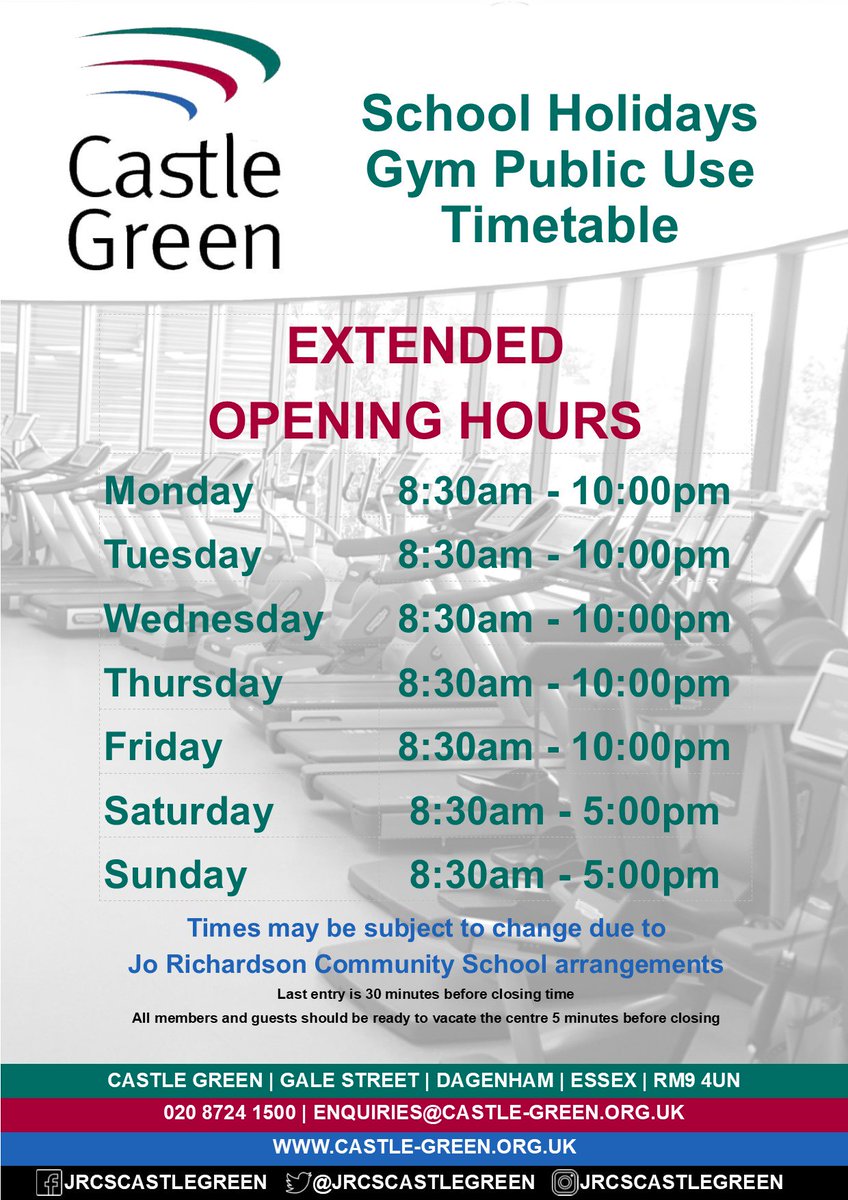 Castle
Green
School Holidays
Gym Public Use
Timetable
EXTENDED
OPENING HOURS
Monday 8:30am - 10:00pm
Tuesday 8:30am - 10:00pm
Wednesday 8:30am - 10:00pm
Thursday 8:30am - 10:00pm
Friday 8:30am - 10:00pm
Saturday 8:30am - 5:00pm
Sunday 8:30am - 5:00pm
Times may be subject to change due to
Jo Richardson Community School arrangements
Last entry is 30 minutes before closing time
All members and guests should be ready to vacate the centre 5 minutes before closing
CASTLE GREEN | GALE STREET | DAGENHAM | ESSEX | RM9 4UN
020 8724 1500 | ENQUIRIES@CASTLE-GREEN.ORG.UK
WWW.CASTLE-GREEN.ORG.UK
JRCSCASTLEGREEN @JRCSCASTLEGREEN JRCSCASTLEGREEN